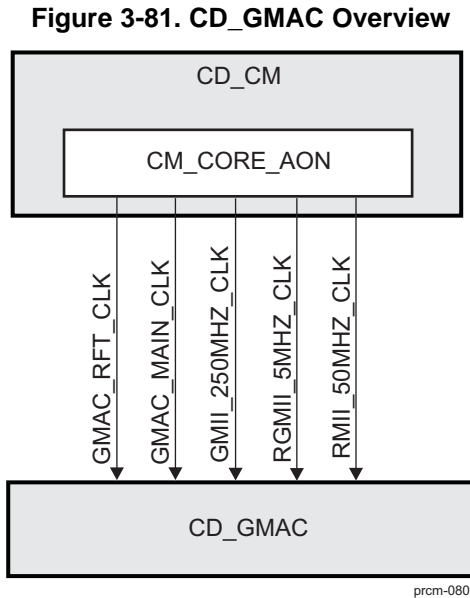 Figure 3-81. CD_GMAC Overview
CD_CM
CM_CORE_AON
GMAC_RFT_CLK
GMAC_MAIN_CLK
GMII_250MHZ_CLK
RGMII_5MHZ_CLK
RMII_50MHZ_CLK
CD_GMAC
prcm-080